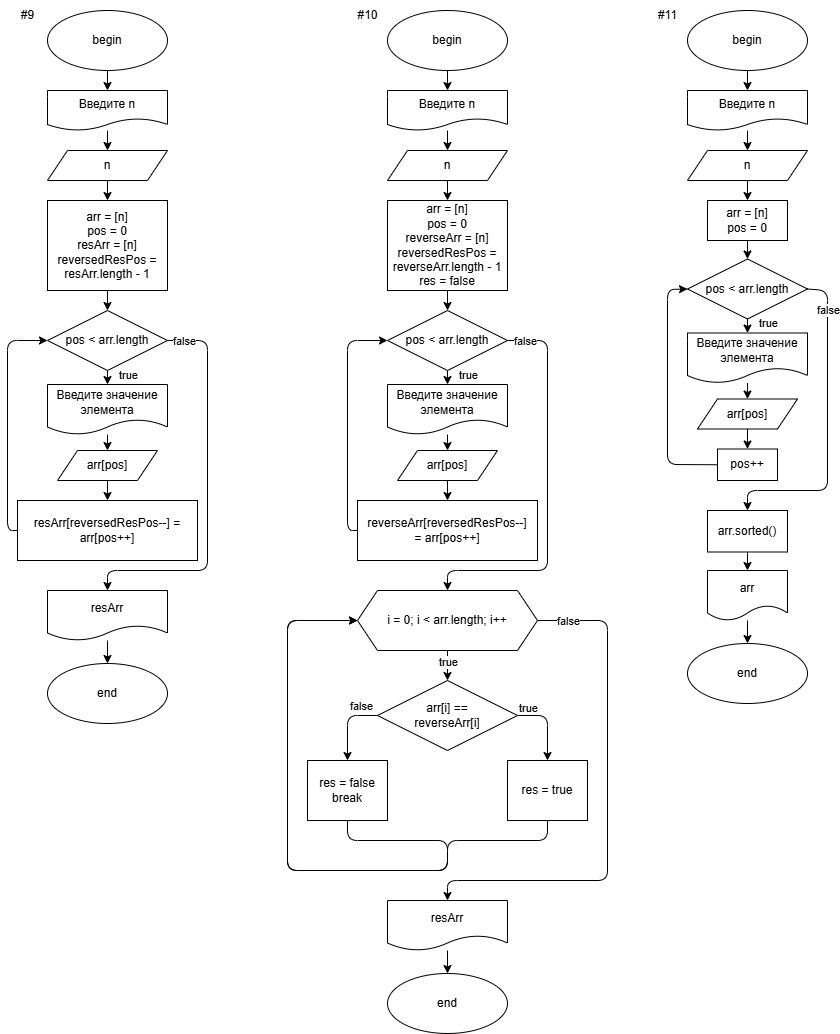 #9
begin
Введите n
n
arr = [n]
pos = 0
resArr = [n]
reversedResPos =
resArr.length - 1
pos < arr.length
false
true
Введите значение
элемента
arr[pos]
resArr[reversedResPos--] =
arr[pos++]
resArr
end
#10
begin
Введите n
n
arr = [n]
pos = 0
reverseArr = [n]
reversedResPos =
reverseArr.length - 1
res = false
pos < arr.length
false
true
Введите значение
элемента
arr[pos]
reverseArr[reversedResPos--]
= arr[pos++]
i = 0; i < arr.length; i++
false
true
arr[i] ==
reverseArr[i]
false
true
res = false
break
res = true
resArr
end
#11
begin
Введите n
n
arr = [n]
pos = 0
pos < arr.length
false
true
Введите значение
элемента
arr[pos]
pos++
arr.sorted()
arr
end